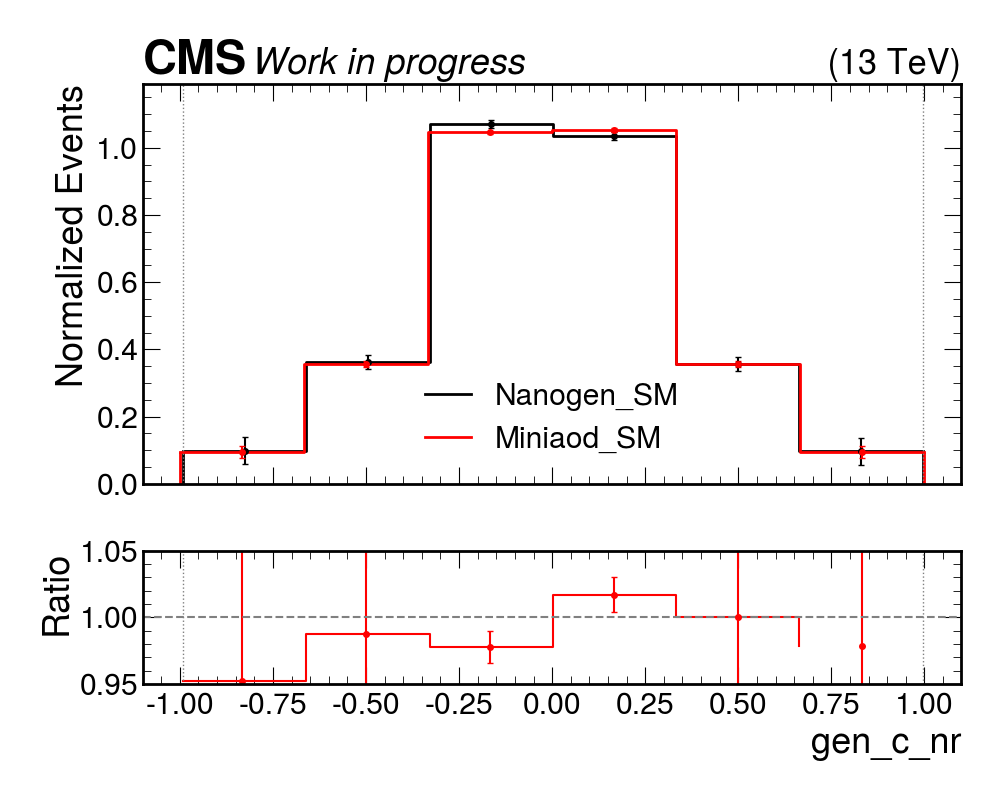 CMS Work in progress (13 TeV)
Normalized Events
1.0
0.8
0.6
0.4
0.2
0.0
Nanogen_SM
Miniaod_SM
Ratio
1.05
1.00
0.95
-1.00 -0.75 -0.50 -0.25 0.00 0.25 0.50 0.75 1.00
gen_c_nr